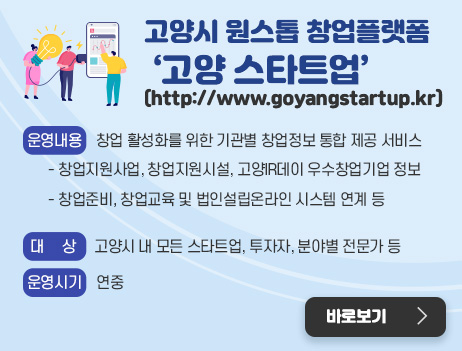 고양시 원스톱 창업플랫폼
‘고양 스타트업’
(http://www.goyangstartup.kr)
운영내용 창업 활성화를 위한 기관별 창업정보 통합 제공 서비스
- 창업지원사업, 창업지원시설, 고양IR데이 우수창업기업 정보
- 창업준비, 창업교육 및 법인설립온라인 시스템 연계 등
대 상 고양시 내 모든 스타트업, 투자자, 분야별 전문가 등
운영시기 연중
바로보기 >